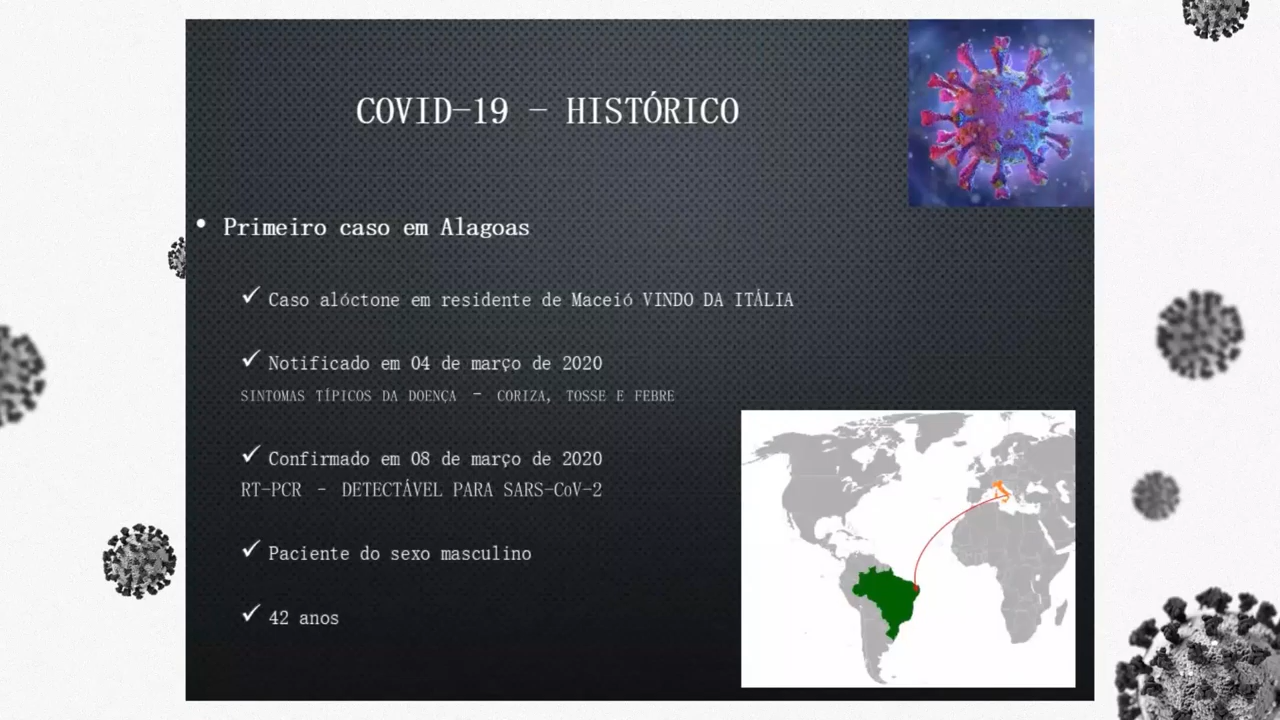 COVID-19 - HISTÓRICO
• Primeiro caso em Alagoas
✓ Caso alóctone em residente de Maceió VINDO DA ITÁLIA
✓ Notificado em 04 de março de 2020
SINTOMAS TÍPICOS DA DOENÇA - CORIZA, TOSSE E FEBRE
✓ Confirmado em 08 de março de 2020
RT-PCR - DETECTÁVEL PARA SARS-CoV-2
✓ Paciente do sexo masculino
✓ 42 anos